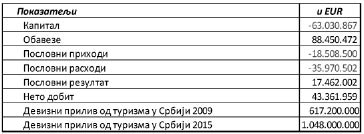 Показатељи u EUR
Капитал -63.030.867
Обавезе 88.450.472
Пословни приходи -18.508.500
Пословни расходи -35.970.502
Пословни резултат 17.462.002
Нето добит 43.361.959
Девизни прилив од туризма у Србији 2009 617.200.000
Девизни прилив од туризма у Србији 2015 1.048.000.000